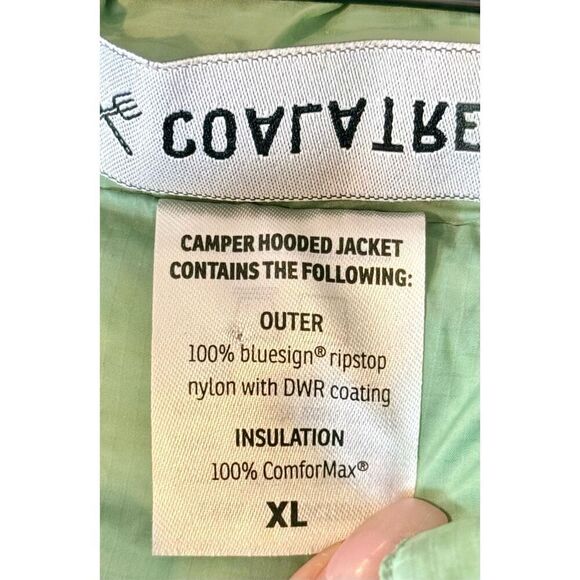 COALATRE
CAMPER HOODED JACKET
CONTAINS THE FOLLOWING:
OUTER
100% bluesign® ripstop
nylon with DWR coating
INSULATION
100% ComforMax®
XL